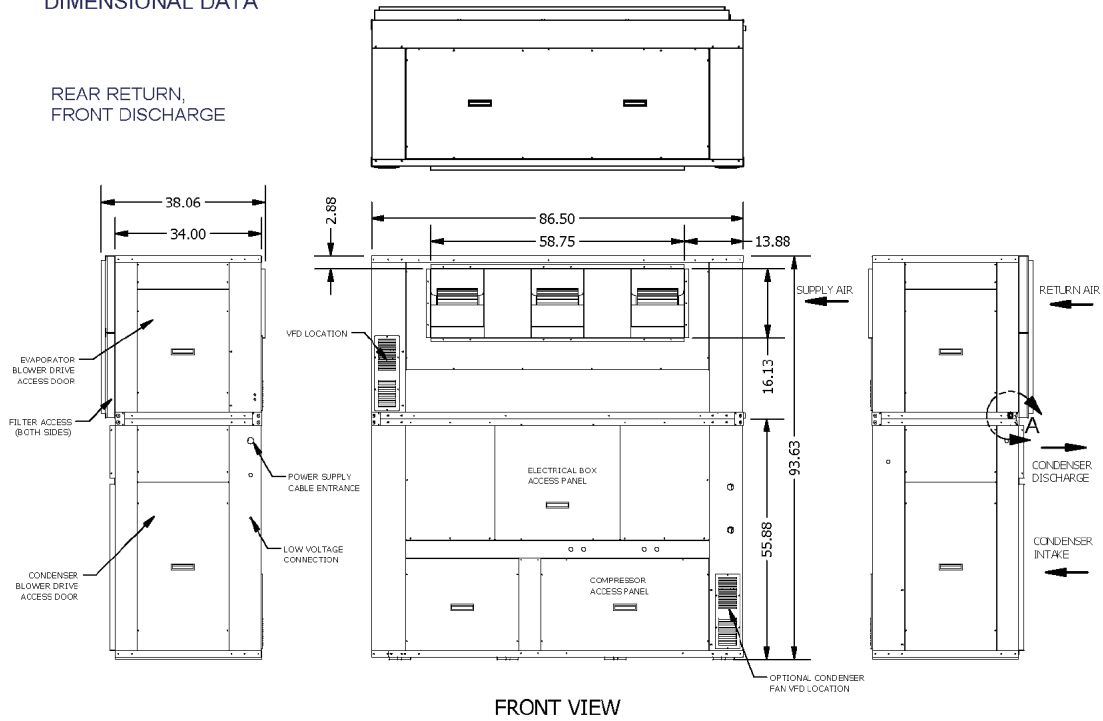 DIMENSIONAL DATA
REAR RETURN,
FRONT DISCHARGE
38.06
34.00
2.88
86.50
58.75
13.88
SUPPLY AIR
RETURN AIR
VFD LOCATION
16.13
EVAPORATOR
BLOWER DRIVE
ACCESS DOOR
FILTER ACCESS
(BOTH SIDES)
A
93.63
POWER SUPPLY
CABLE ENTRANCE
ELECTRICAL BOX
ACCESS PANEL
CONDENSER
DISCHARGE
55.88
LOW VOLTAGE
CONNECTION
CONDENSER
INTAKE
CONDENSER
BLOWER DRIVE
ACCESS DOOR
COMPRESSOR
ACCESS PANEL
OPTIONAL CONDENSER
FAN VFD LOCATION
FRONT VIEW